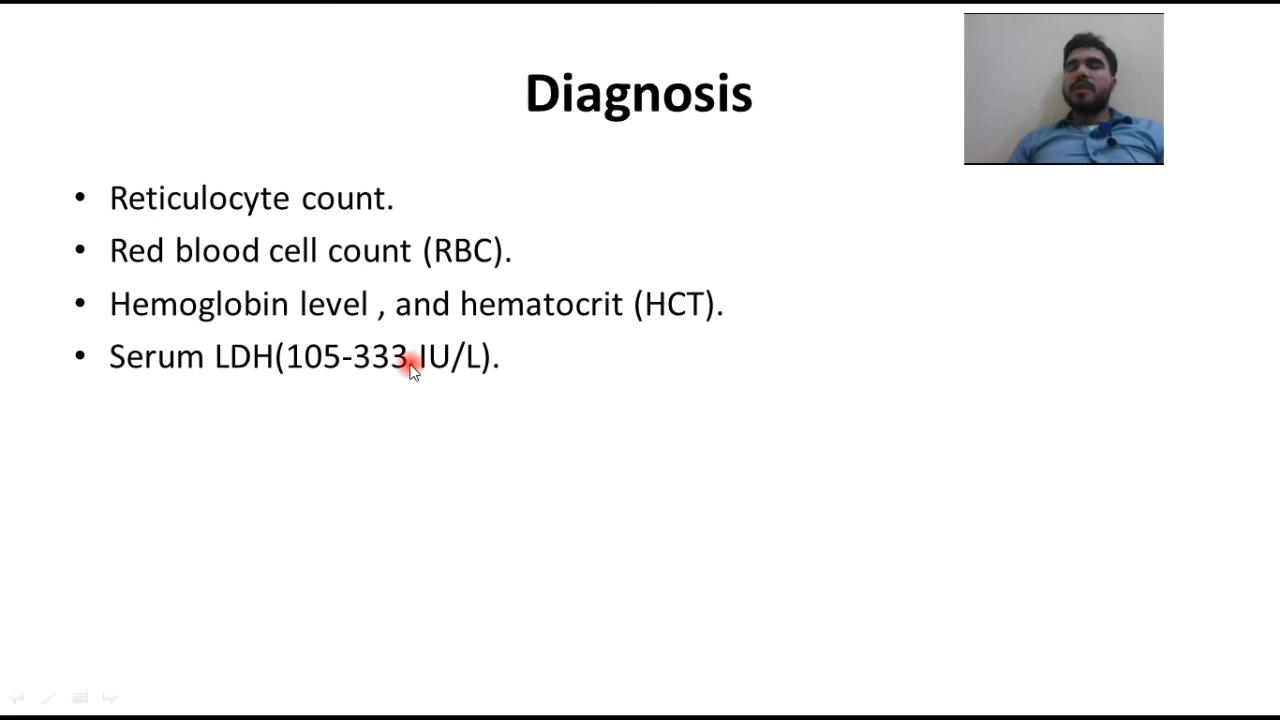 Diagnosis
• Reticulocyte count.
• Red blood cell count (RBC).
• Hemoglobin level , and hematocrit (HCT).
• Serum LDH(105-333 IU/L).